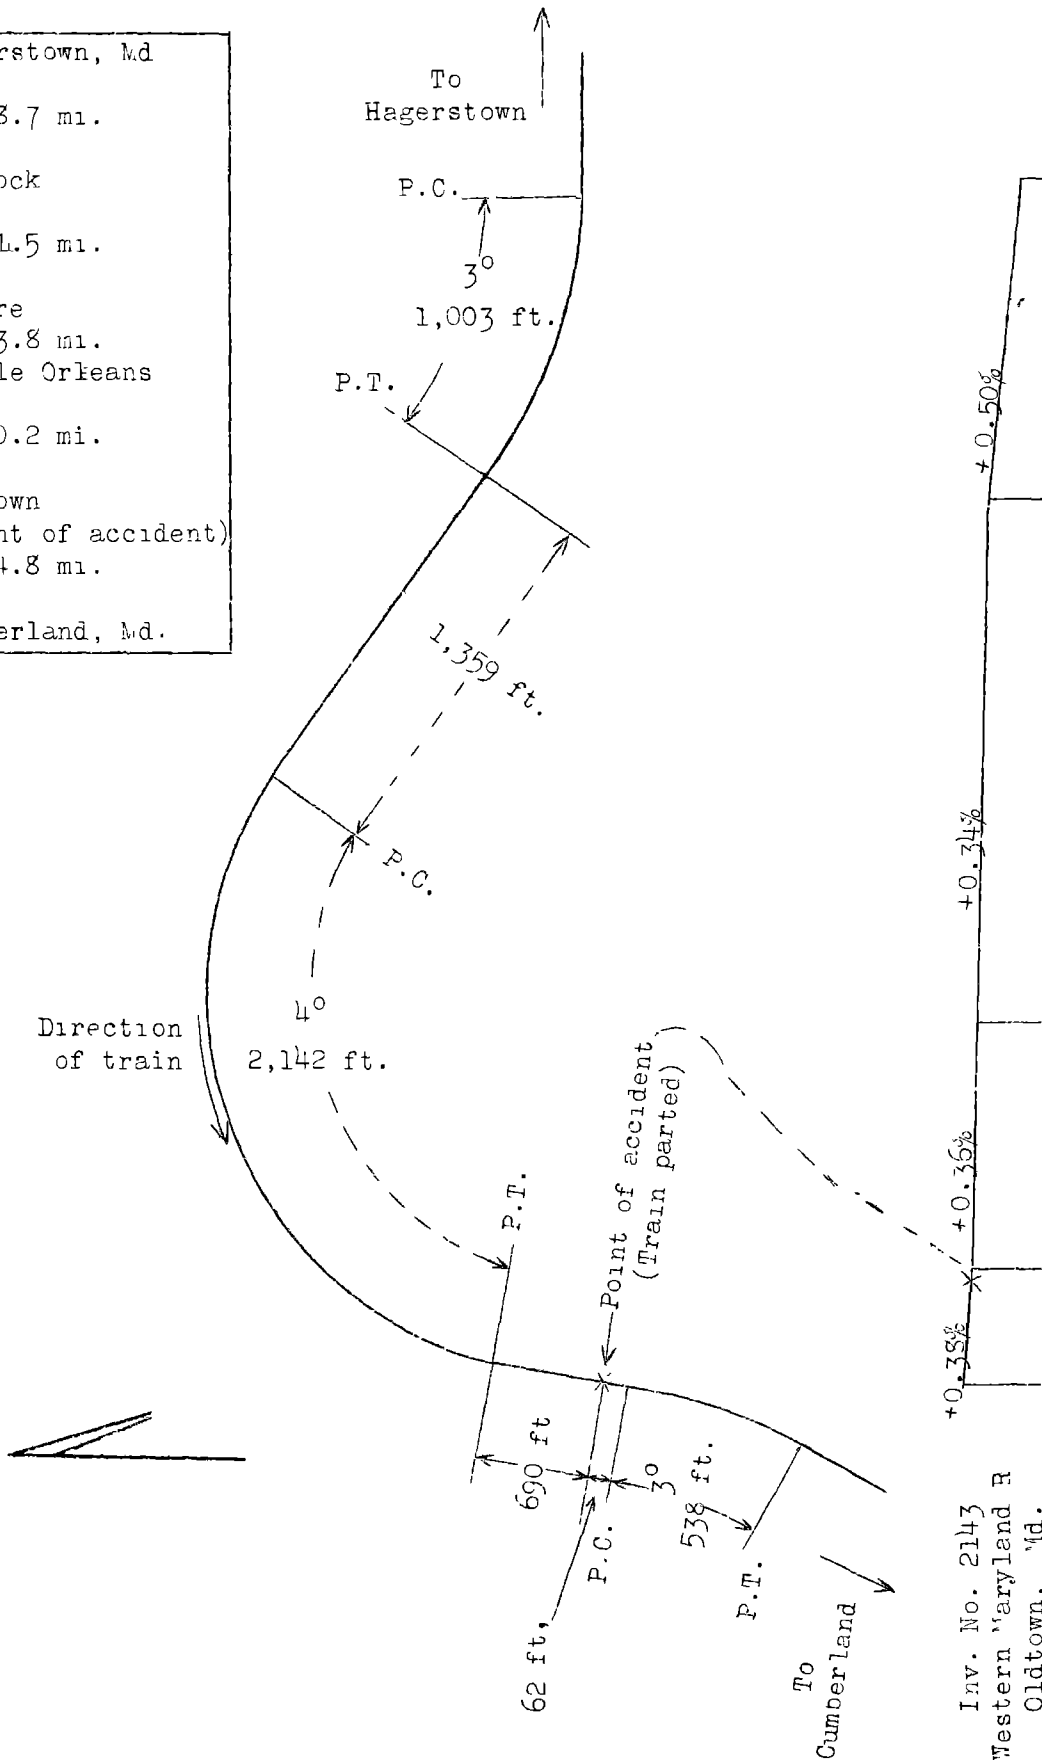 rstown, Md
3.7 mi.
ock
4.5 mi.
re
3.8 mi.
le Orleans
0.2 mi.
own
nt of accident)
4.8 mi.
erland, Md.
To
Hagerstown
P.C.
3°
1,003 ft.
P.T.
1,359 ft.
P.C.
4°
2,142 ft.
Direction
of train
P.T.
Point of accident
(Train parted)
690 ft
62 ft,
P.C.
3°
538 ft.
P.T.
To
Cumberland
+0.50%
+0.34%
+0.36%
+0.38%
Inv. No. 2143
Western Maryland R
Oldtown, Md.